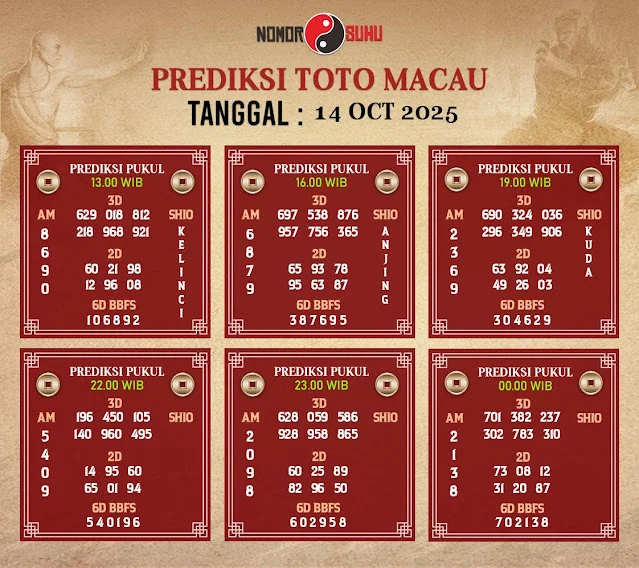 NOMOR SUHU
PREDIKSI TOTO MACAU
TANGGAL : 14 OCT 2025
PREDIKSI PUKUL
13.00 WIB
3D
AM
629 018 812
SHIO
218 968 921
8
6
9
0
KELINCI
2D
60 21 98
12 96 08
6D BBFS
106892
PREDIKSI PUKUL
16.00 WIB
3D
AM
697 538 876
SHIO
957 756 365
6
8
7
9
ANJING
2D
65 93 78
95 63 87
6D BBFS
387695
PREDIKSI PUKUL
19.00 WIB
3D
AM
690 324 036
SHIO
296 349 906
2
3
6
9
KUDA
2D
63 92 04
49 26 03
6D BBFS
304629
PREDIKSI PUKUL
22.00 WIB
3D
AM
196 450 105
SHIO
140 960 495
5
4
0
9
2D
14 95 60
65 01 94
6D BBFS
540196
PREDIKSI PUKUL
23.00 WIB
3D
AM
628 059 586
SHIO
928 958 865
2
0
9
8
2D
60 25 89
82 96 50
6D BBFS
602958
PREDIKSI PUKUL
00.00 WIB
3D
AM
701 382 237
SHIO
302 783 310
2
1
3
8
2D
73 08 12
31 20 87
6D BBFS
702138